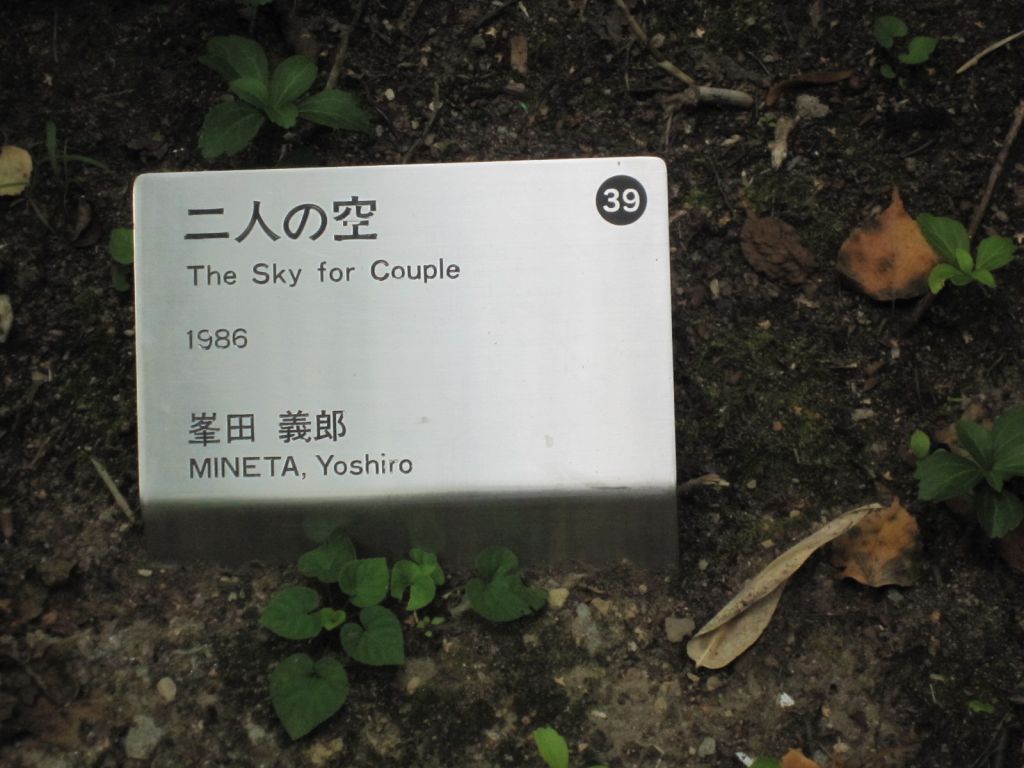 二人の空
39
The Sky for Couple
1986
峯田 義郎
MINETA, Yoshiro